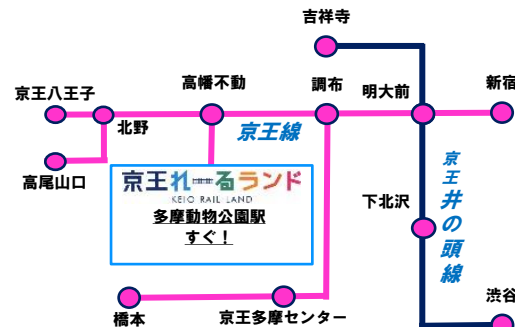 吉祥寺
京王八王子
高幡不動
調布
明大前
新宿
北野
京王線
高尾山口
京王れーるランド
KEIO RAIL LAND
多摩動物公園駅
すぐ！
下北沢
京王井の頭線
橋本
京王多摩センター
渋谷